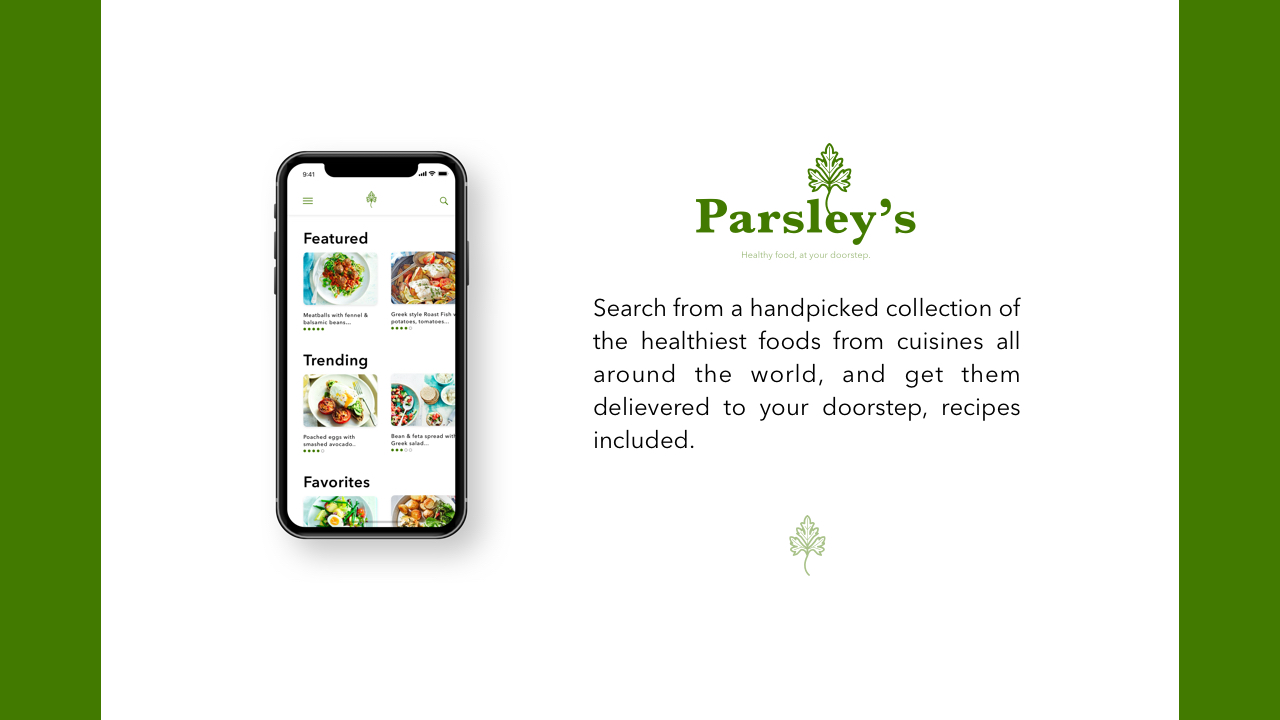 9:41
Featured
Meatballs with fennel &
balsamic beans...
Greek style Roast Fish w
potatoes, tomatoes...
Trending
Poached eggs with
smashed avocado..
Bean & feta spread with
Greek salad...
Favorites
Parsley’s
Healthy food, at your doorstep.
Search from a handpicked collection of
the healthiest foods from cuisines all
around the world, and get them
delievered to your doorstep, recipes
included.